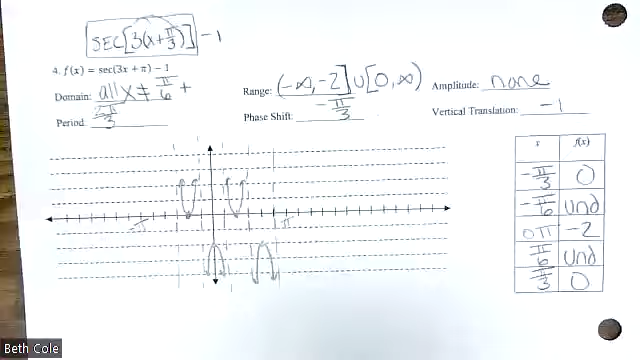 SEC[3(x+π/3)] -1
4. f(x) = sec(3x + π) − 1
Domain: all x ≠ π/6 +
Range: (-∞,-2]∪[0,∞)
Amplitude: none
Period 2π/3
Phase Shift: -π/3
Vertical Translation: -1
x f(x)
-π/3 0
-π/6 und
0π -2
π/6 und
π/3 0
-π π
Beth Cole